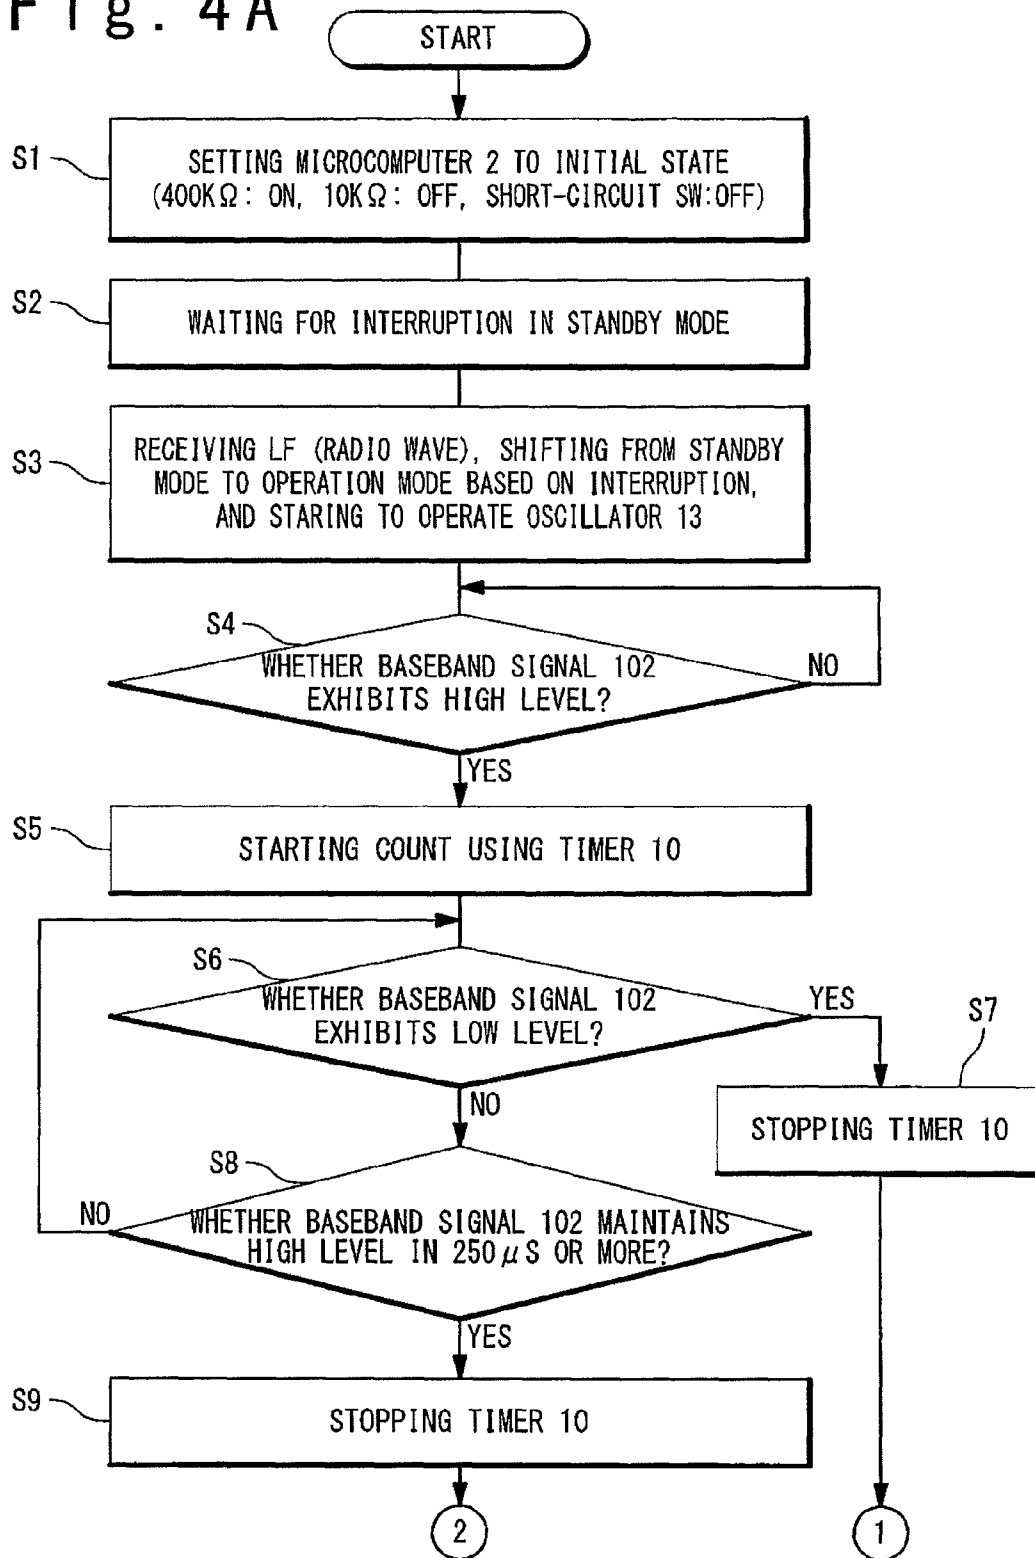 Fig. 4A
START
S1
SETTING MICROCOMPUTER 2 TO INITIAL STATE
(400KΩ: ON, 10KΩ: OFF, SHORT-CIRCUIT SW:OFF)
S2
WAITING FOR INTERRUPTION IN STANDBY MODE
S3
RECEIVING LF (RADIO WAVE), SHIFTING FROM STANDBY
MODE TO OPERATION MODE BASED ON INTERRUPTION,
AND STARING TO OPERATE OSCILLATOR 13
S4
WHETHER BASEBAND SIGNAL 102
EXHIBITS HIGH LEVEL?
NO
YES
S5
STARTING COUNT USING TIMER 10
S6
WHETHER BASEBAND SIGNAL 102
EXHIBITS LOW LEVEL?
YES
S7
STOPPING TIMER 10
NO
S8
NO
WHETHER BASEBAND SIGNAL 102 MAINTAINS
HIGH LEVEL IN 250μS OR MORE?
YES
S9
STOPPING TIMER 10
2
1